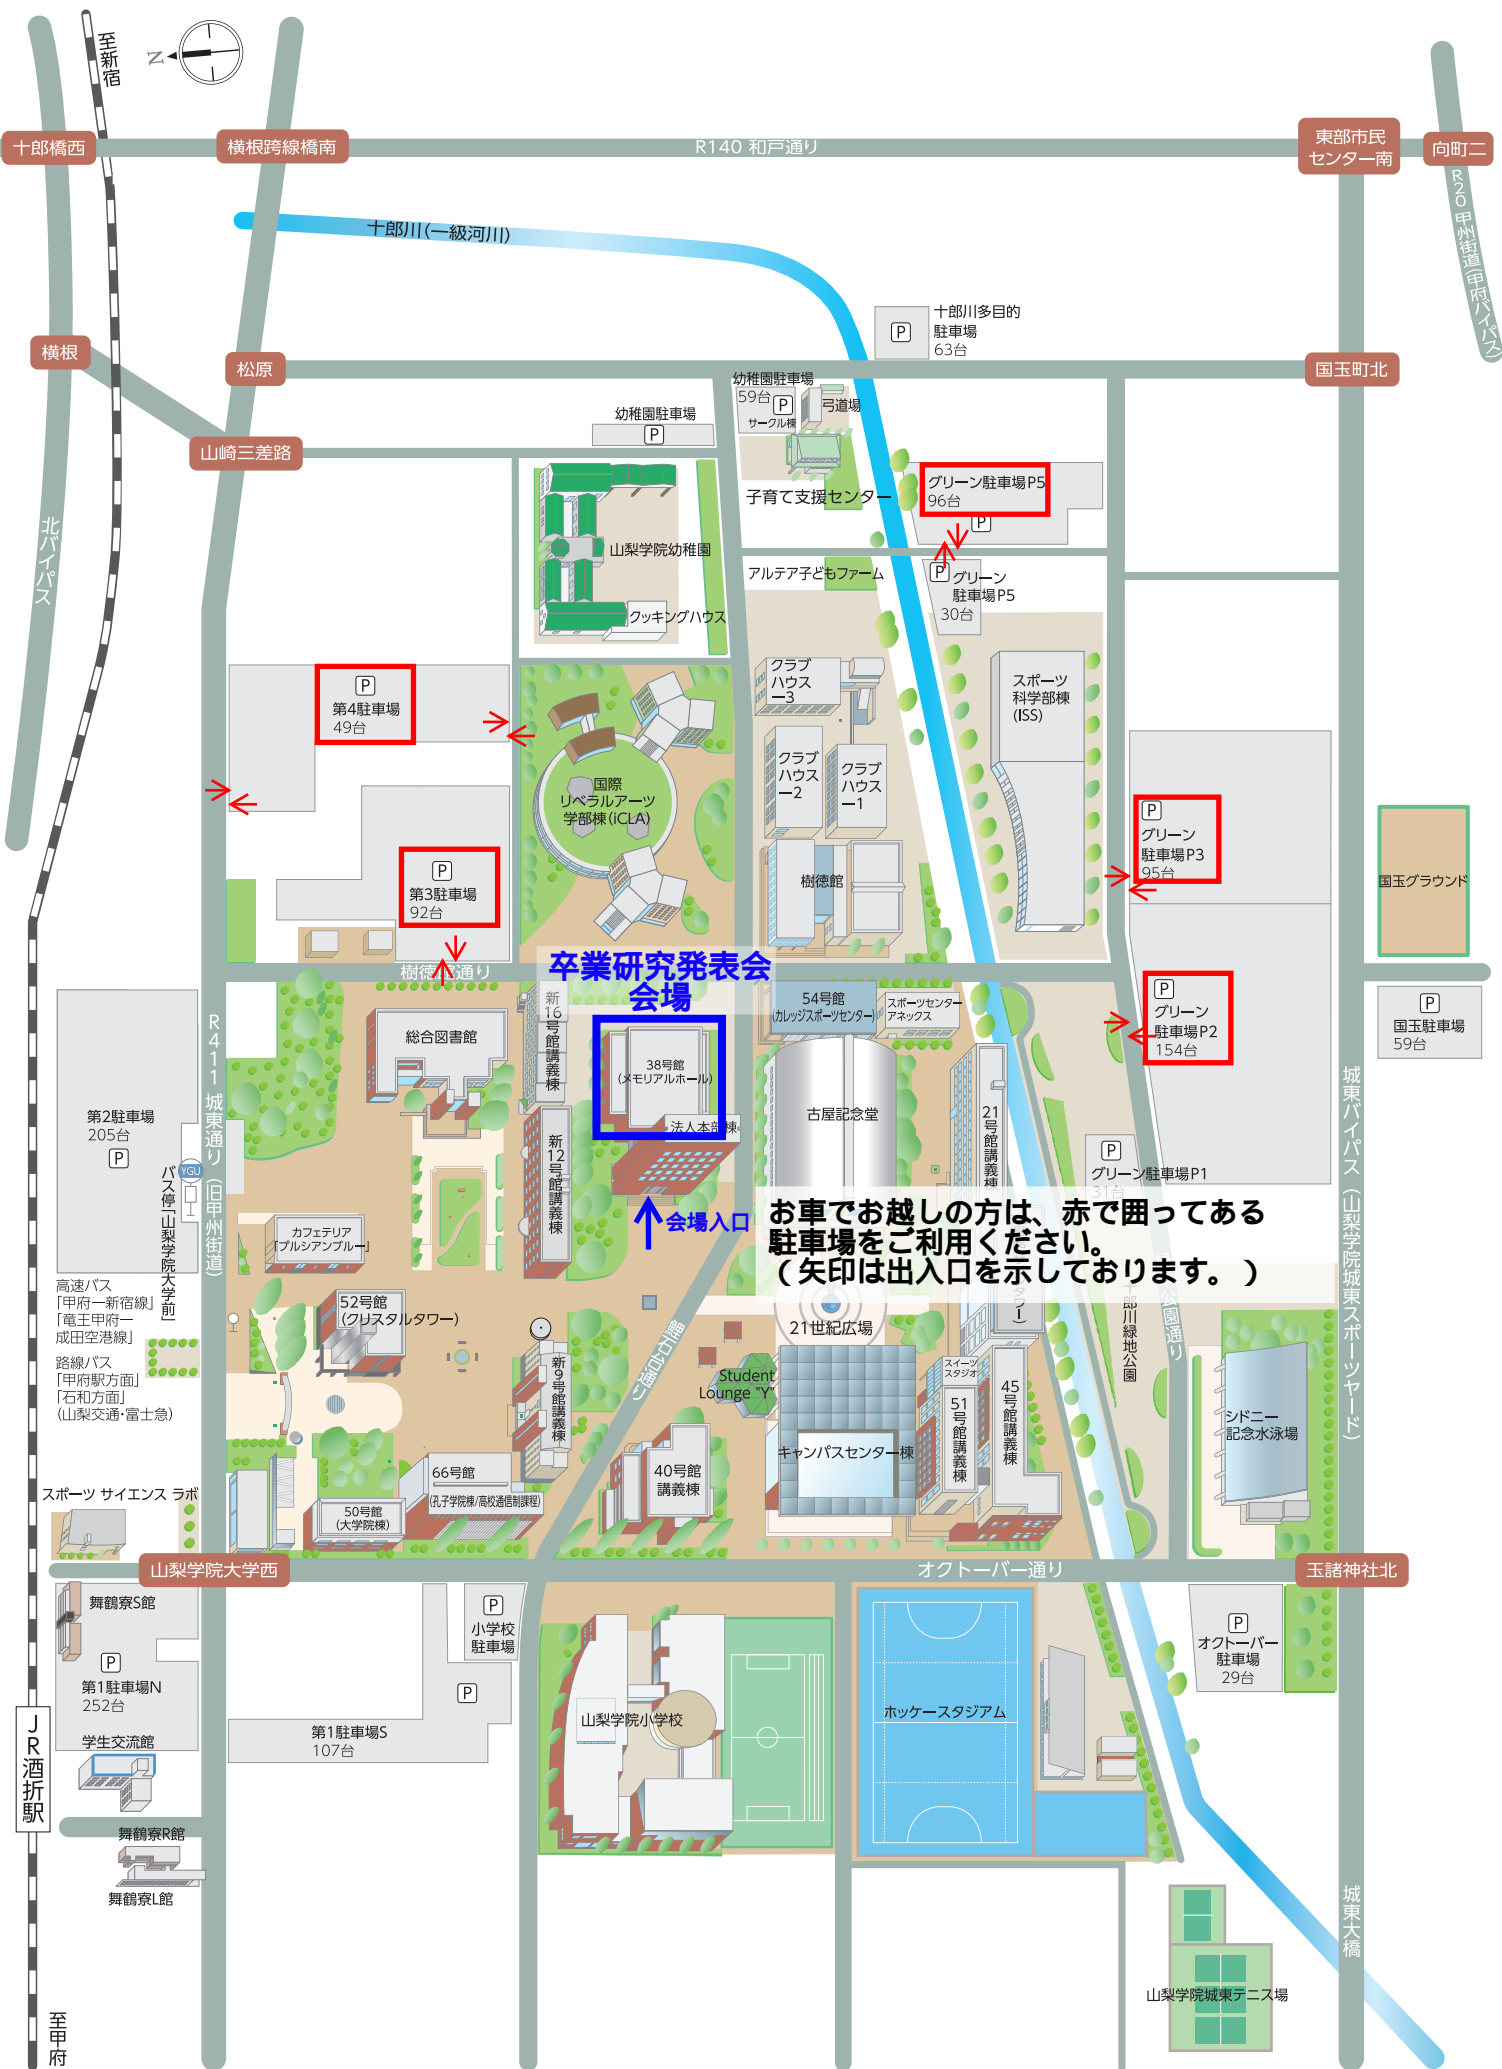 至新宿
N
十郎橋西
横根跨線橋南
R140 和戸通り
東部市民
センター南
向町二
R20 甲州街道(甲府バイパス)
十郎川(一級河川)
P
十郎川多目的
駐車場
63台
横根
松原
国玉町北
幼稚園駐車場
59台
P
サークル棟
弓道場
幼稚園駐車場
P
山崎三差路
子育て支援センター
グリーン駐車場P5
96台
P
北バイパス
山梨学院幼稚園
アルテア子どもファーム
P
グリーン
駐車場P5
30台
クッキングハウス
P
第4駐車場
49台
クラブ
ハウス
ー3
スポーツ
科学部棟
(ISS)
国際
リベラルアーツ
学部棟(iCLA)
クラブ
ハウス
ー2
クラブ
ハウス
ー1
P
グリーン
駐車場P3
95台
P
第3駐車場
92台
樹徳館
国玉グラウンド
樹徳館通り
卒業研究発表会
会場
P
グリーン
駐車場P2
154台
P
国玉駐車場
59台
総合図書館
新16号館講義棟
38号館
(メモリアルホール)
法人本部棟
54号館
(カレッジスポーツセンター)
スポーツセンター
アネックス
古屋記念堂
21号館講義棟
R411 城東通り (旧甲州街道)
第2駐車場
205台
P
YGU
バス停「山梨学院大学前」
新12号館講義棟
P
グリーン駐車場P1
31台
城東バイパス (山梨学院城東スポーツヤード)
会場入口
お車でお越しの方は、赤で囲ってある
駐車場をご利用ください。
(矢印は出入口を示しております。)
カフェテリア
「プルシアンブルー」
高速バス
「甲府ー新宿線」
「竜王甲府ー
成田空港線」
路線バス
「甲府駅方面」
「石和方面」
(山梨交通・富士急)
52号館
(クリスタルタワー)
21世紀広場
タワー)
十郎川緑地公園
公園通り
新9号館講義棟
Student
Lounge "Y"
スイーツ
スタジオ
45号館講義棟
51号館講義棟
キャンパスセンター棟
シドニー
記念水泳場
66号館
(孔子学院棟/高校通信制課程)
40号館
講義棟
スポーツ サイエンス ラボ
50号館
(大学院棟)
山梨学院大学西
オクトーバー通り
玉諸神社北
舞鶴寮S館
P
第1駐車場N
252台
P
小学校
駐車場
P
第1駐車場S
107台
山梨学院小学校
ホッケースタジアム
P
オクトーバー
駐車場
29台
学生交流館
JR酒折駅
舞鶴寮R館
舞鶴寮L館
城東大橋
山梨学院城東テニス場
至甲府